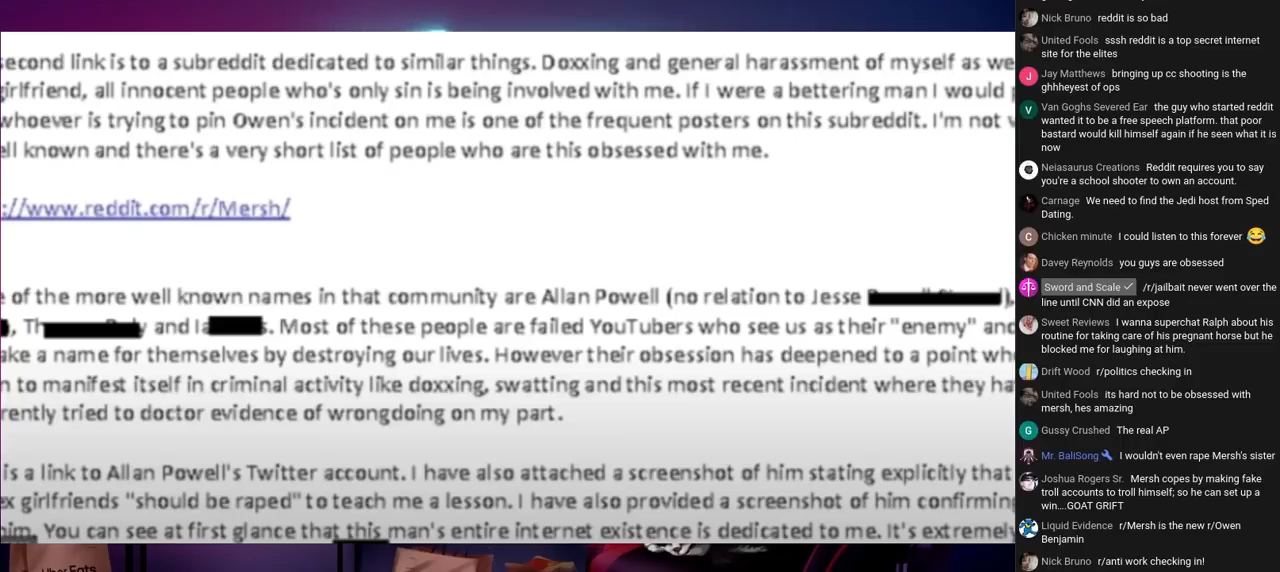 second link is to a subreddit dedicated to similar things. Doxxing and general harassment of myself as we
girlfriend, all innocent people who's only sin is being involved with me. If I were a bettering man I would
whoever is trying to pin Owen's incident on me is one of the frequent posters on this subreddit. I'm not
ell known and there's a very short list of people who are this obsessed with me.
://www.reddit.com/r/Mersh/
of the more well known names in that community are Allan Powell (no relation to Jesse
and Ia s. Most of these people are failed YouTubers who see us as their "enemy" and
ake a name for themselves by destroying our lives. However their obsession has deepened to a point wh
n to manifest itself in criminal activity like doxxing, swatting and this most recent incident where they ha
rently tried to doctor evidence of wrongdoing on my part.
is a link to Allan Powell's Twitter account. I have also attached a screenshot of him stating explicitly that
ex girlfriends "should be raped" to teach me a lesson. I have also provided a screenshot of him confirming
him. You can see at first glance that this man's entire internet existence is dedicated to me. It's extremely
Uber Eats
Nick Bruno reddit is so bad
United Fools sssh reddit is a top secret internet
site for the elites
J
Jay Matthews bringing up cc shooting is the
ghhheyest of ops
V
Van Goghs Severed Ear the guy who started reddit
wanted it to be a free speech platform. that poor
bastard would kill himself again if he seen what it is
now
Neiasaurus Creations Reddit requires you to say
you're a school shooter to own an account.
Carnage We need to find the Jedi host from Sped
Dating.
C
Chicken minute I could listen to this forever 😂
Davey Reynolds you guys are obsessed
Sword and Scale ✓ /r/jailbait never went over the
line until CNN did an expose
Sweet Reviews I wanna superchat Ralph about his
routine for taking care of his pregnant horse but he
blocked me for laughing at him.
Drift Wood r/politics checking in
United Fools its hard not to be obsessed with
mersh, hes amazing
G
Gussy Crushed The real AP
Mr. BaliSong I wouldn't even rape Mersh's sister
Joshua Rogers Sr. Mersh copes by making fake
troll accounts to troll himself; so he can set up a
win....GOAT GRIFT
Liquid Evidence r/Mersh is the new r/Owen
Benjamin
Nick Bruno r/anti work checking in!